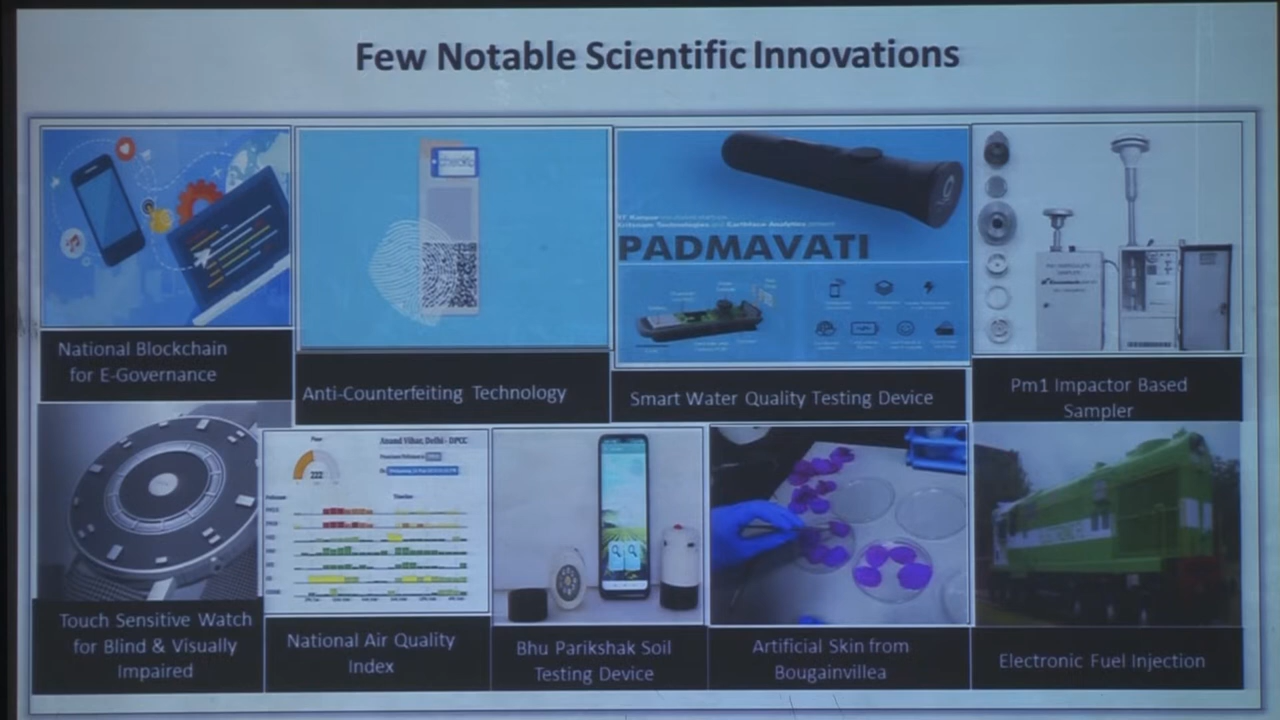 Few Notable Scientific Innovations
PADMAVATI
National Blockchain
for E-Governance
Anti-Counterfeiting Technology
Smart Water Quality Testing Device
Pm1 Impactor Based
Sampler
Anand Vihar, Delhi - DPCC
222
Touch Sensitive Watch
for Blind & Visually
Impaired
National Air Quality
Index
Bhu Parikshak Soil
Testing Device
Artificial Skin from
Bougainvillea
Electronic Fuel Injection